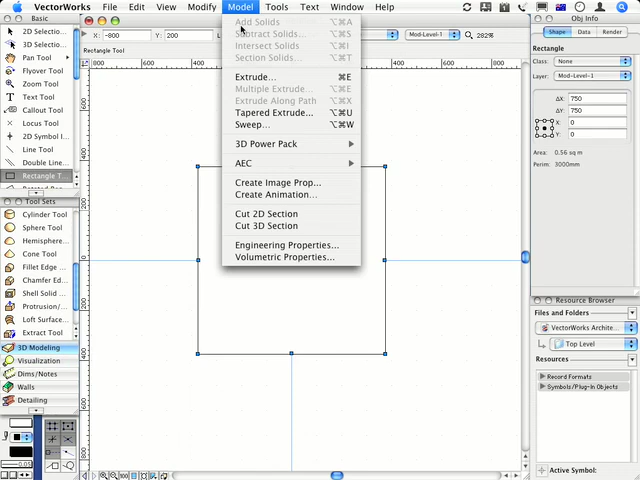 VectorWorks File Edit View Modify Model Tools Text Window Help
Basic
2D Selectio...
3D Selectio...
Pan Tool
Flyover Tool
Zoom Tool
Text Tool
Callout Tool
Locus Tool
2D Symbol I...
Line Tool
Double Line...
Rectangle T...
Tool Sets
Cylinder Tool
Sphere Tool
Hemisphere...
Cone Tool
Fillet Edge ...
Chamfer Ed...
Shell Solid ...
Protrusion/...
Loft Surface...
Extract Tool
3D Modeling
Visualization
Dims/Notes
Walls
Detailing
X: -800 Y: 200 L:
Mod-Level-1 282%
Rectangle Tool
Add Solids ⌥⌘A
Subtract Solids... ⌥⌘S
Intersect Solids ⌥⌘I
Section Solids... ⌥⌘T
Extrude... ⌘E
Multiple Extrude... ⌥⌘E
Extrude Along Path ⌥⌘X
Tapered Extrude... ⌥⌘U
Sweep... ⌥⌘W
3D Power Pack
AEC
Create Image Prop...
Create Animation...
Cut 2D Section
Cut 3D Section
Engineering Properties...
Volumetric Properties...
Obj Info
Shape Data Render
Rectangle
Class: None
Layer: Mod-Level-1
ΔX: 750
ΔY: 750
X: 0
Y: 0
Area: 0.56 sq m
Perim: 3000mm
Resource Browser
Files and Folders
VectorWorks Archite...
Top Level
Resources
Record Formats
Symbols/Plug-In Objects
Active Symbol: